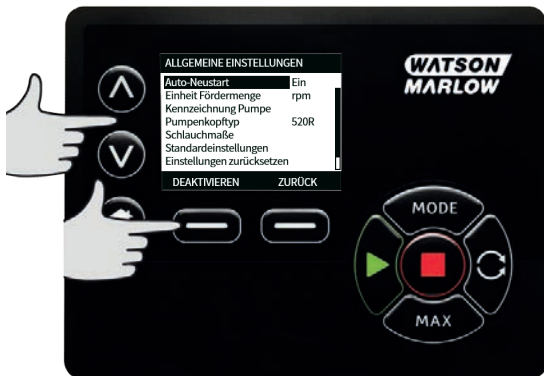 ALLGEMEINE EINSTELLUNGEN
WATSON
MARLOW
Auto-Neustart Ein
Einheit Fördermenge rpm
Kennzeichnung Pumpe
Pumpenkopftyp 520R
Schlauchmaße
Standardeinstellungen
Einstellungen zurücksetzen
DEAKTIVIEREN ZURÜCK
MODE
MAX